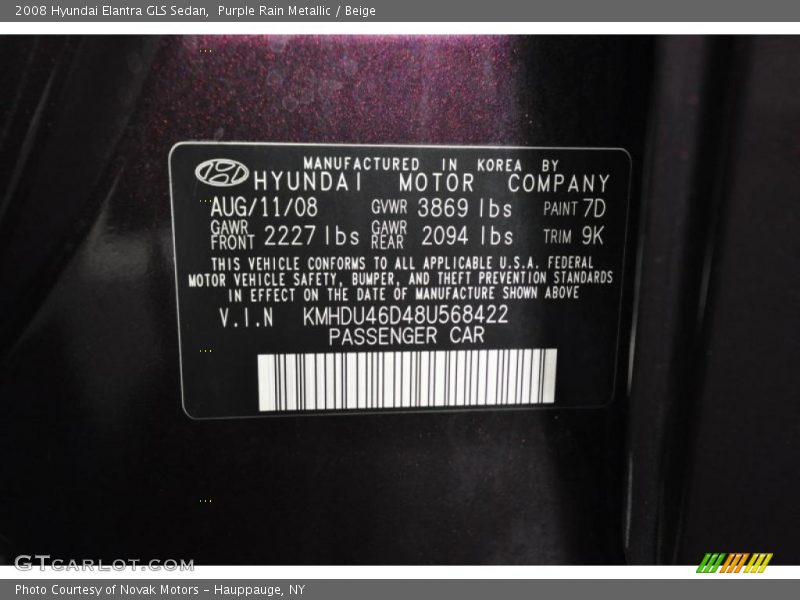 2008 Hyundai Elantra GLS Sedan, Purple Rain Metallic / Beige
MANUFACTURED IN KOREA BY
HYUNDAI MOTOR COMPANY
AUG/11/08 GVWR 3869 lbs PAINT 7D
GAWR FRONT 2227 lbs GAWR REAR 2094 lbs TRIM 9K
THIS VEHICLE CONFORMS TO ALL APPLICABLE U.S.A. FEDERAL
MOTOR VEHICLE SAFETY, BUMPER, AND THEFT PREVENTION STANDARDS
IN EFFECT ON THE DATE OF MANUFACTURE SHOWN ABOVE
V.I.N KMHDU46D48U568422
PASSENGER CAR
GTCARLOT.COM
Photo Courtesy of Novak Motors - Hauppauge, NY